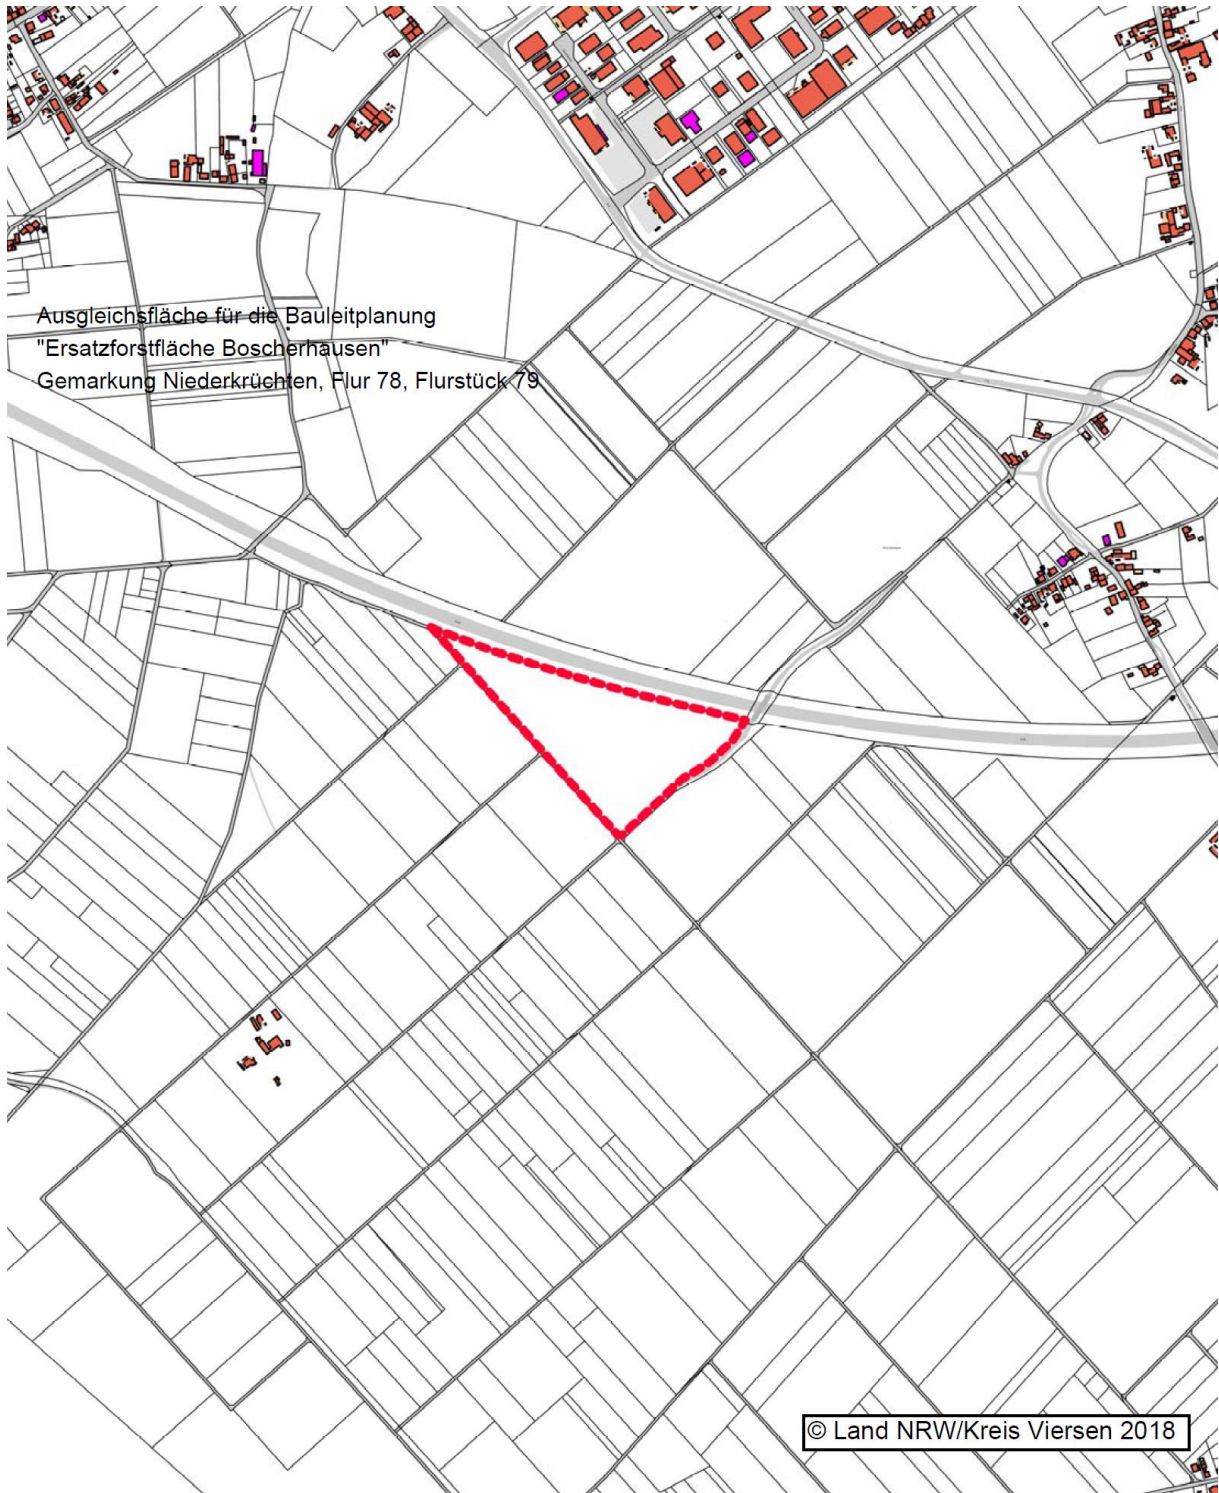 Ausgleichsfläche für die Bauleitplanung
"Ersatzforstfläche Boscherhausen"
Gemarkung Niederkrüchten, Flur 78, Flurstück 79
© Land NRW/Kreis Viersen 2018